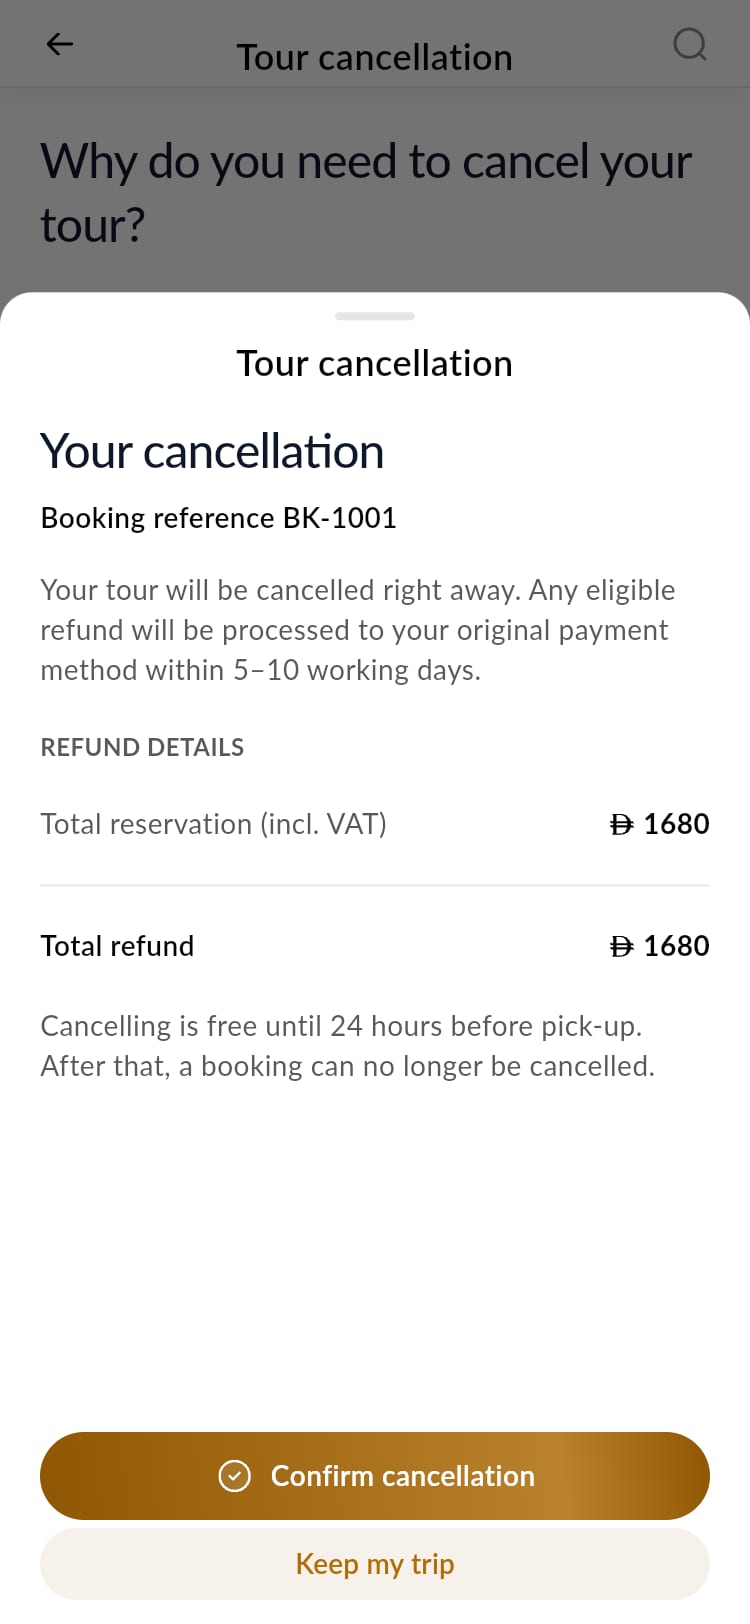 Tour cancellation
Why do you need to cancel your
tour?
Tour cancellation
Your cancellation
Booking reference BK-1001
Your tour will be cancelled right away. Any eligible
refund will be processed to your original payment
method within 5–10 working days.
REFUND DETAILS
Total reservation (incl. VAT) 1680
Total refund 1680
Cancelling is free until 24 hours before pick-up.
After that, a booking can no longer be cancelled.
Confirm cancellation
Keep my trip